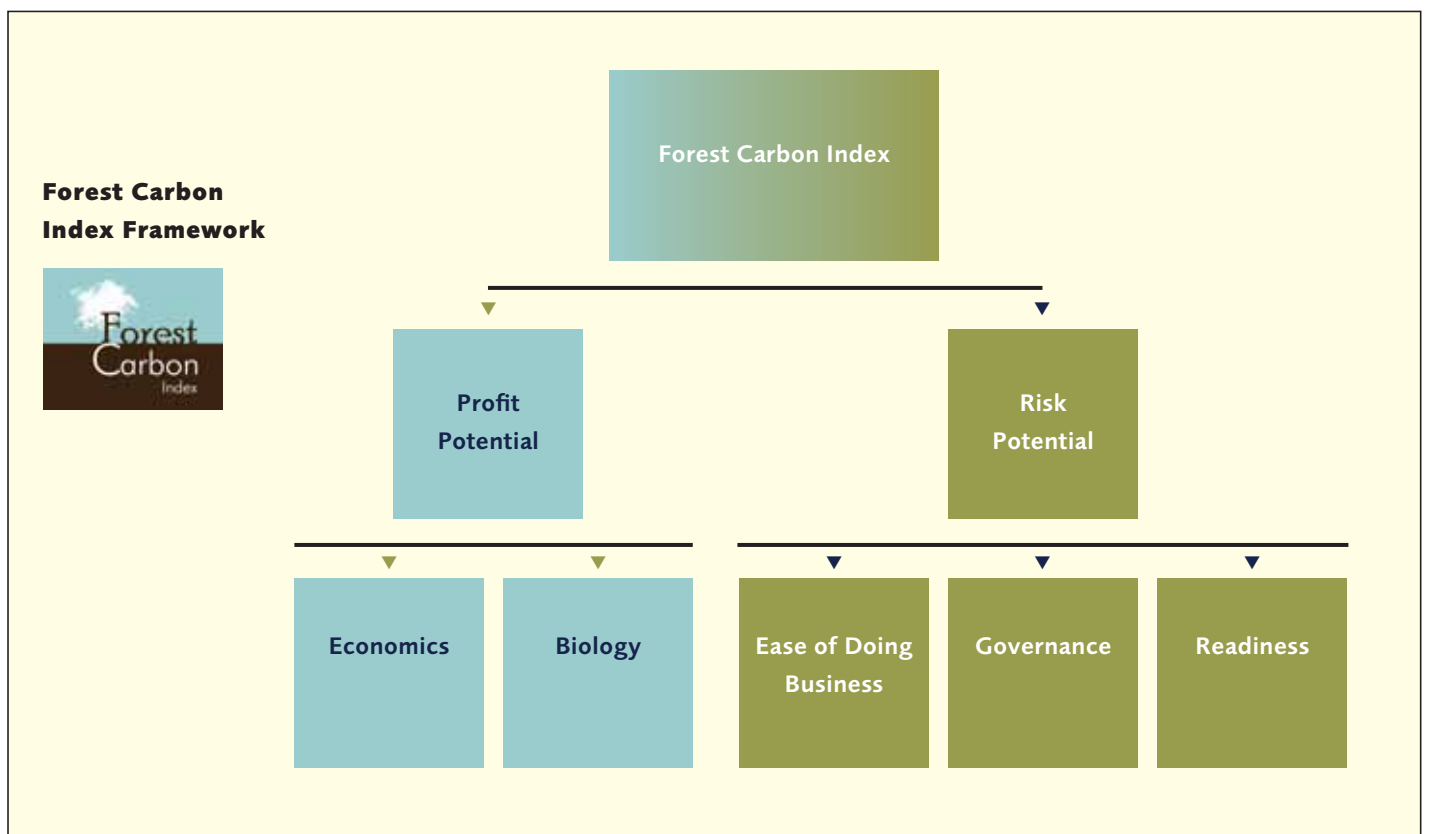 Forest Carbon Index
Forest Carbon
Index Framework
Forest
Carbon
Index
Profit
Potential
Risk
Potential
Economics
Biology
Ease of Doing
Business
Governance
Readiness